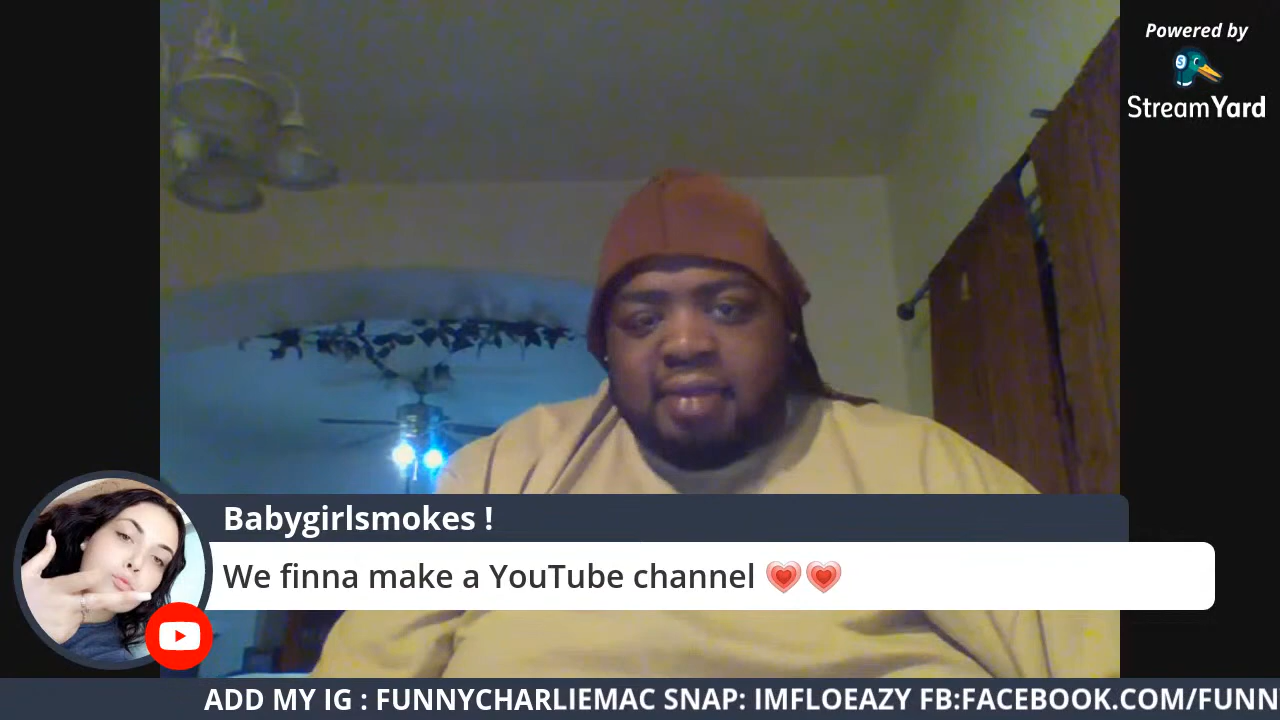 Powered by
StreamYard
Babygirlsmokes !
We finna make a YouTube channel 💗💗
ADD MY IG : FUNNYCHARLIEMAC SNAP: IMFLOEAZY FB:FACEBOOK.COM/FUNN